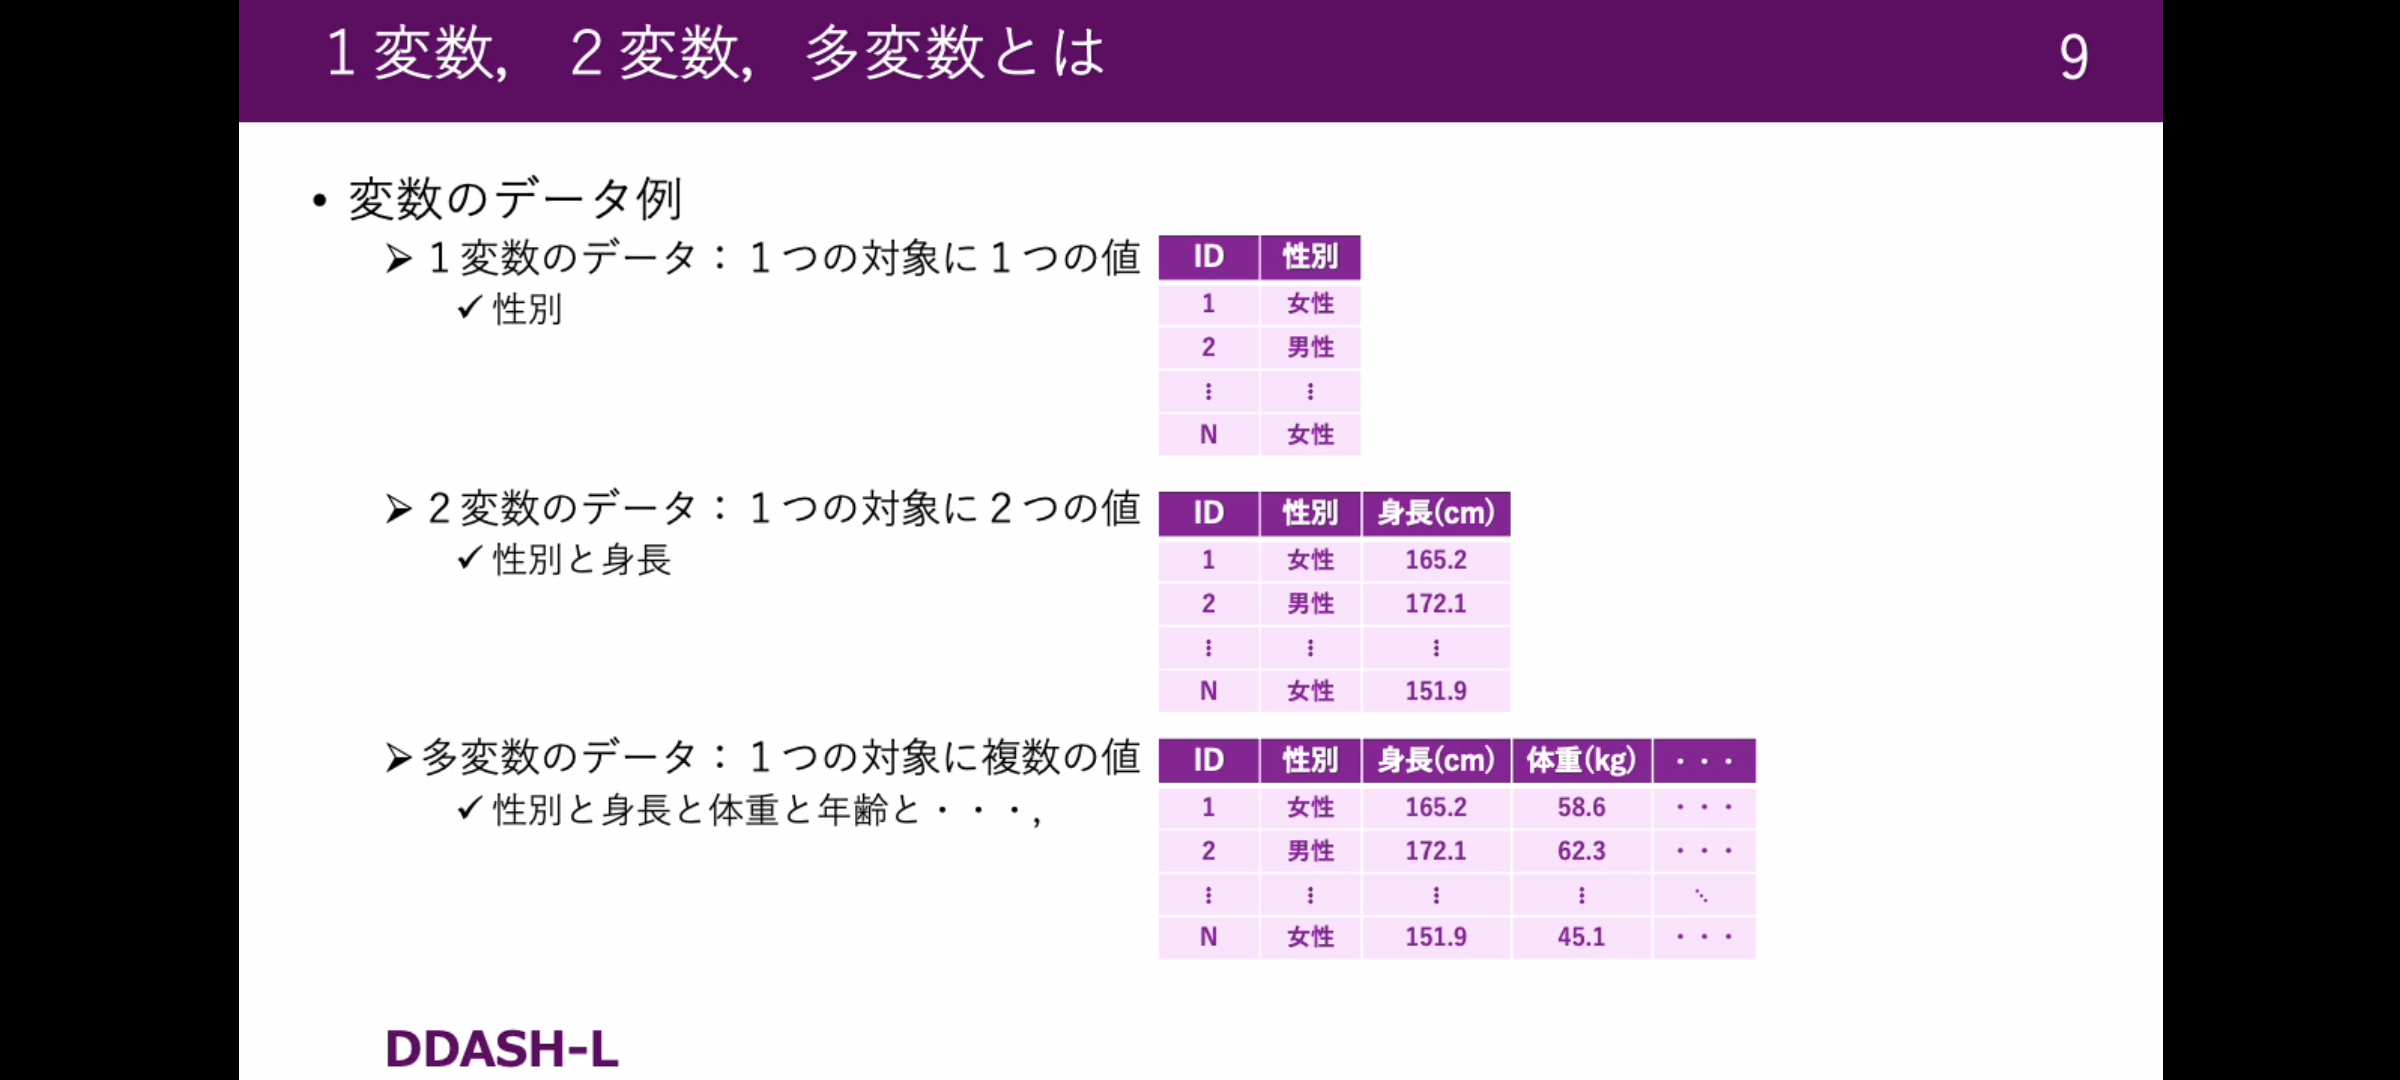 １変数，２変数，多変数とは
9
• 変数のデータ例
➢ １変数のデータ：１つの対象に１つの値
✓ 性別
ID 性別
1 女性
2 男性
⋮ ⋮
N 女性
➢ ２変数のデータ：１つの対象に２つの値
✓ 性別と身長
ID 性別 身長(cm)
1 女性 165.2
2 男性 172.1
⋮ ⋮ ⋮
N 女性 151.9
➢ 多変数のデータ：１つの対象に複数の値
✓ 性別と身長と体重と年齢と・・・，
ID 性別 身長(cm) 体重(kg) ・・・
1 女性 165.2 58.6 ・・・
2 男性 172.1 62.3 ・・・
⋮ ⋮ ⋮ ⋮ ⋱
N 女性 151.9 45.1 ・・・
DDASH-L